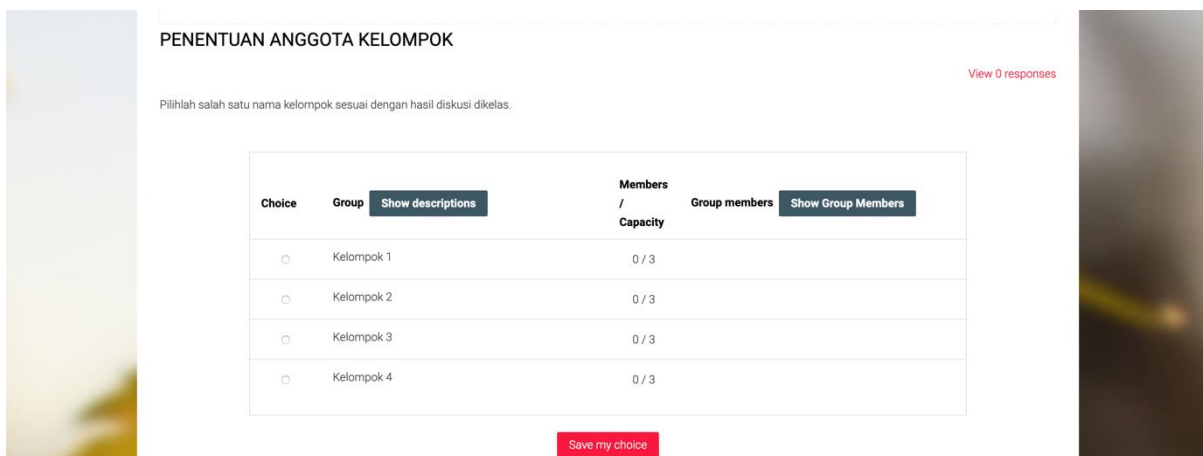 PENENTUAN ANGGOTA KELOMPOK
View 0 responses
Pilihlah salah satu nama kelompok sesuai dengan hasil diskusi dikelas.
Choice Group Show descriptions Members / Capacity Group members Show Group Members
Kelompok 1 0 / 3
Kelompok 2 0 / 3
Kelompok 3 0 / 3
Kelompok 4 0 / 3
Save my choice